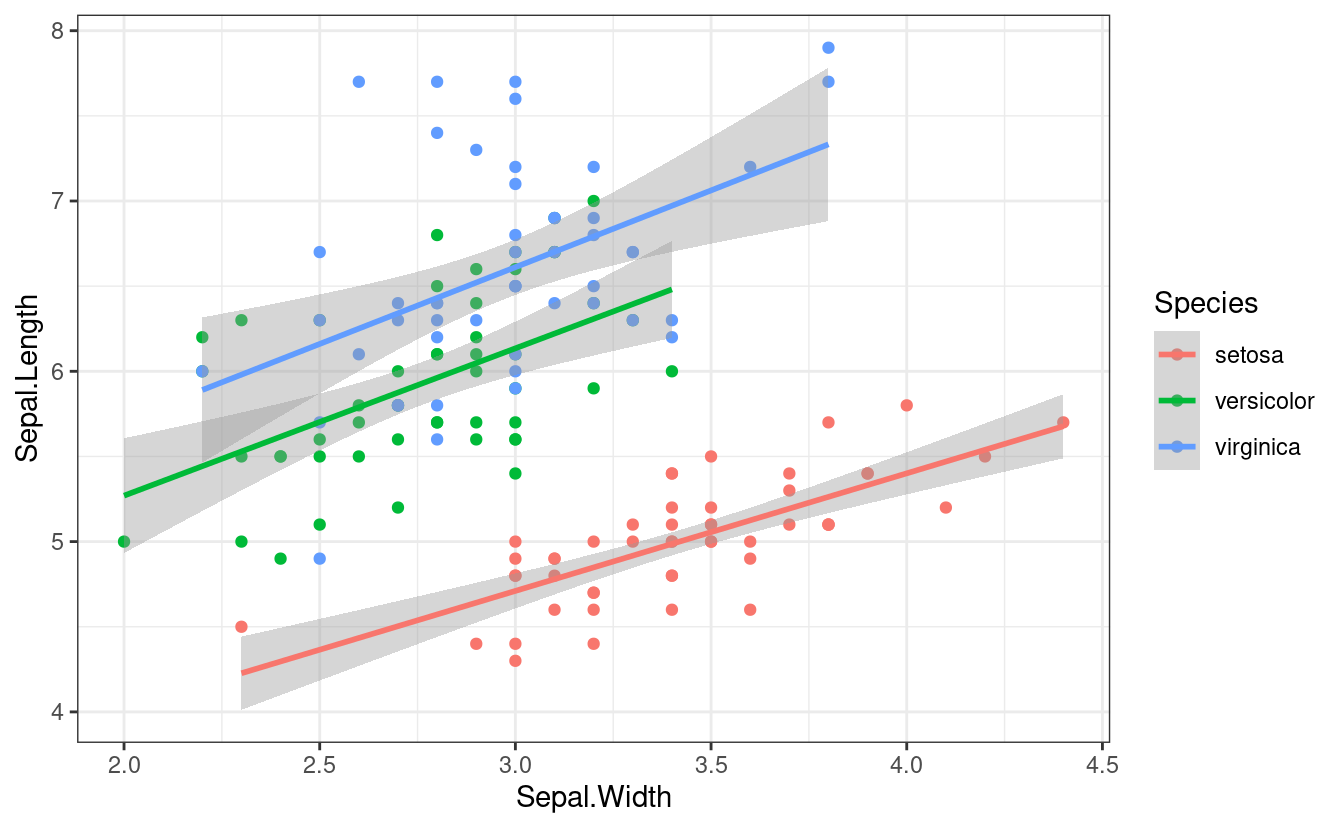 8
7
6
5
4
Sepal.Length
2.0 2.5 3.0 3.5 4.0 4.5
Sepal.Width
Species
setosa
versicolor
virginica